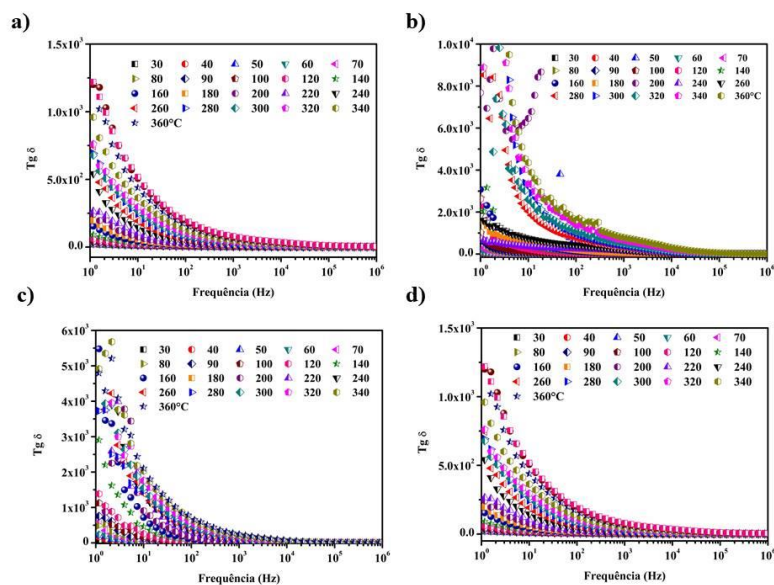 a)
1.5x10³
1.0x10³
5.0x10²
0.0
Tg δ
30 40 50 60 70
80 90 100 120 140
160 180 200 220 240
260 280 300 320 340
360°C
10⁰ 10¹ 10² 10³ 10⁴ 10⁵ 10⁶
Frequência (Hz)
b)
1.0x10⁴
8.0x10³
6.0x10³
4.0x10³
2.0x10³
0.0
Tg δ
30 40 50 60 70
80 90 100 120 140
160 180 200 240 260
280 300 320 340 360°C
10⁰ 10¹ 10² 10³ 10⁴ 10⁵ 10⁶
Frequência (Hz)
c)
6x10³
5x10³
4x10³
3x10³
2x10³
1x10³
0
Tg δ
30 40 50 60 70
80 90 100 120 140
160 180 200 220 240
260 280 300 320 340
360°C
10⁰ 10¹ 10² 10³ 10⁴ 10⁵ 10⁶
Frequência (Hz)
d)
1.5x10³
1.0x10³
5.0x10²
0.0
Tg δ
30 40 50 60 70
80 90 100 120 140
160 180 200 220 240
260 280 300 320 340
360°C
10⁰ 10¹ 10² 10³ 10⁴ 10⁵ 10⁶
Frequência (Hz)